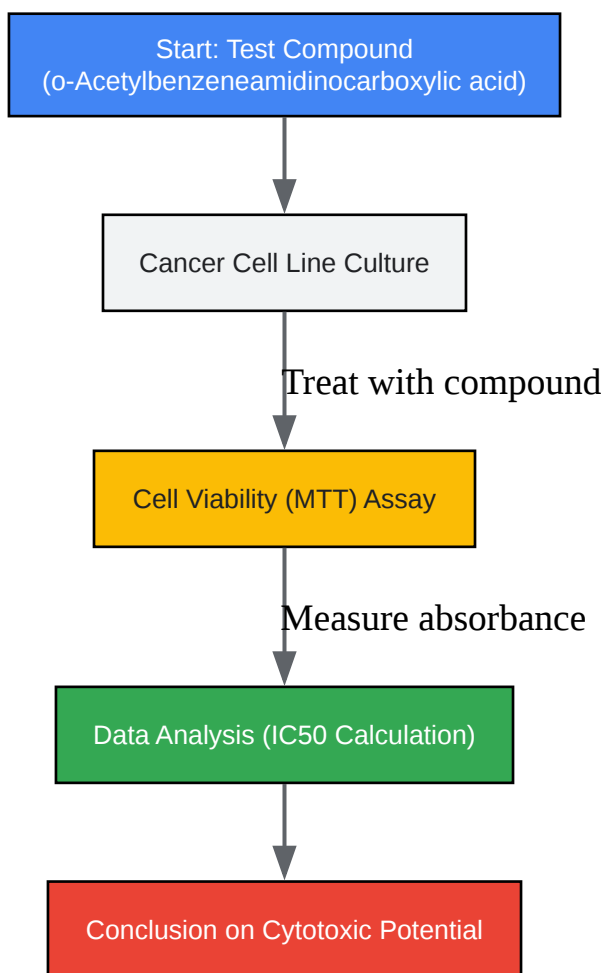 Start: Test Compound
(o-Acetylbenzeneamidinocarboxylic acid)
Cancer Cell Line Culture
Treat with compound
Cell Viability (MTT) Assay
Measure absorbance
Data Analysis (IC50 Calculation)
Conclusion on Cytotoxic Potential